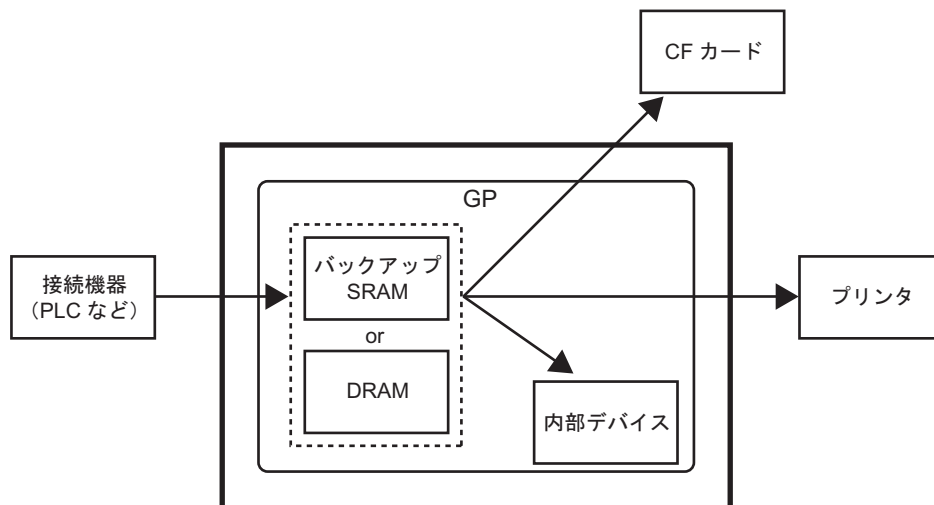 CF カード
GP
バックアップ
SRAM
接続機器
（PLC など）
or
プリンタ
DRAM
内部デバイス